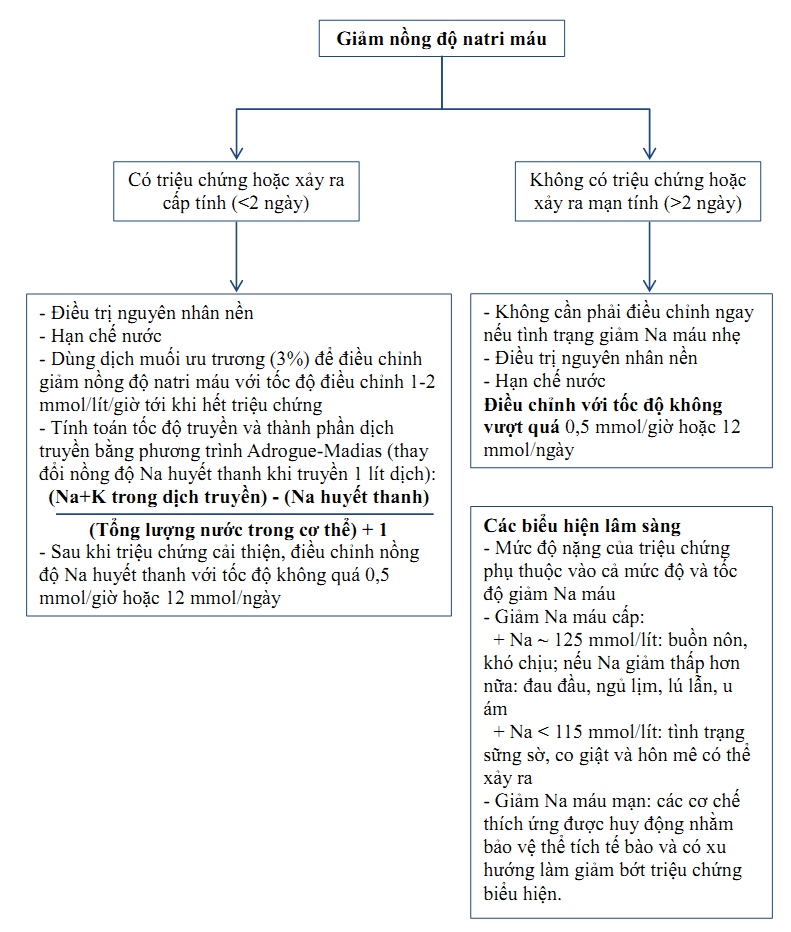 Giảm nồng độ natri máu
Có triệu chứng hoặc xảy ra
cấp tính (<2 ngày)
Không có triệu chứng hoặc
xảy ra mạn tính (>2 ngày)
- Điều trị nguyên nhân nền
- Hạn chế nước
- Dùng dịch muối ưu trương (3%) để điều chỉnh
giảm nồng độ natri máu với tốc độ điều chỉnh 1-2
mmol/lít/giờ tới khi hết triệu chứng
- Tính toán tốc độ truyền và thành phần dịch
truyền bằng phương trình Adrogue-Madias (thay
đổi nồng độ Na huyết thanh khi truyền 1 lít dịch):
(Na+K trong dịch truyền) - (Na huyết thanh)
(Tổng lượng nước trong cơ thể) + 1
- Sau khi triệu chứng cải thiện, điều chỉnh nồng
độ Na huyết thanh với tốc độ không quá 0,5
mmol/giờ hoặc 12 mmol/ngày
- Không cần phải điều chỉnh ngay
nếu tình trạng giảm Na máu nhẹ
- Điều trị nguyên nhân nền
- Hạn chế nước
Điều chỉnh với tốc độ không
vượt quá 0,5 mmol/giờ hoặc 12
mmol/ngày
Các biểu hiện lâm sàng
- Mức độ nặng của triệu chứng
phụ thuộc vào cả mức độ và tốc
độ giảm Na máu
- Giảm Na máu cấp:
+ Na ~ 125 mmol/lít: buồn nôn,
khó chịu; nếu Na giảm thấp hơn
nữa: đau đầu, ngủ lịm, lú lẫn, u
ám
+ Na < 115 mmol/lít: tình trạng
sững sờ, co giật và hôn mê có thể
xảy ra
- Giảm Na máu mạn: các cơ chế
thích ứng được huy động nhằm
bảo vệ thể tích tế bào và có xu
hướng làm giảm bớt triệu chứng
biểu hiện.